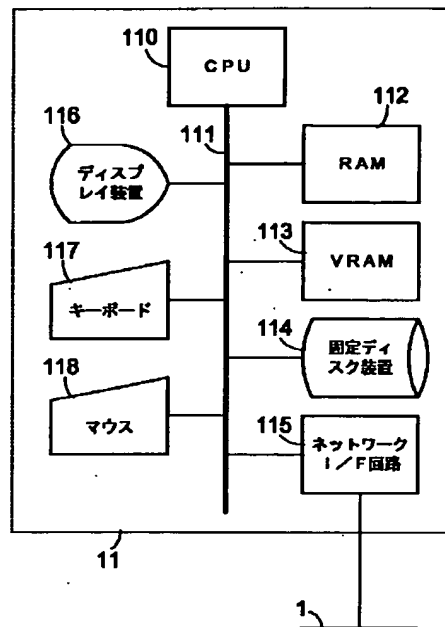 110
CPU
116
111
112
ディスプ
レイ装置
RAM
113
VRAM
117
キーボード
114
固定ディ
スク装置
118
マウス
115
ネットワーク
I/F回路
11
1